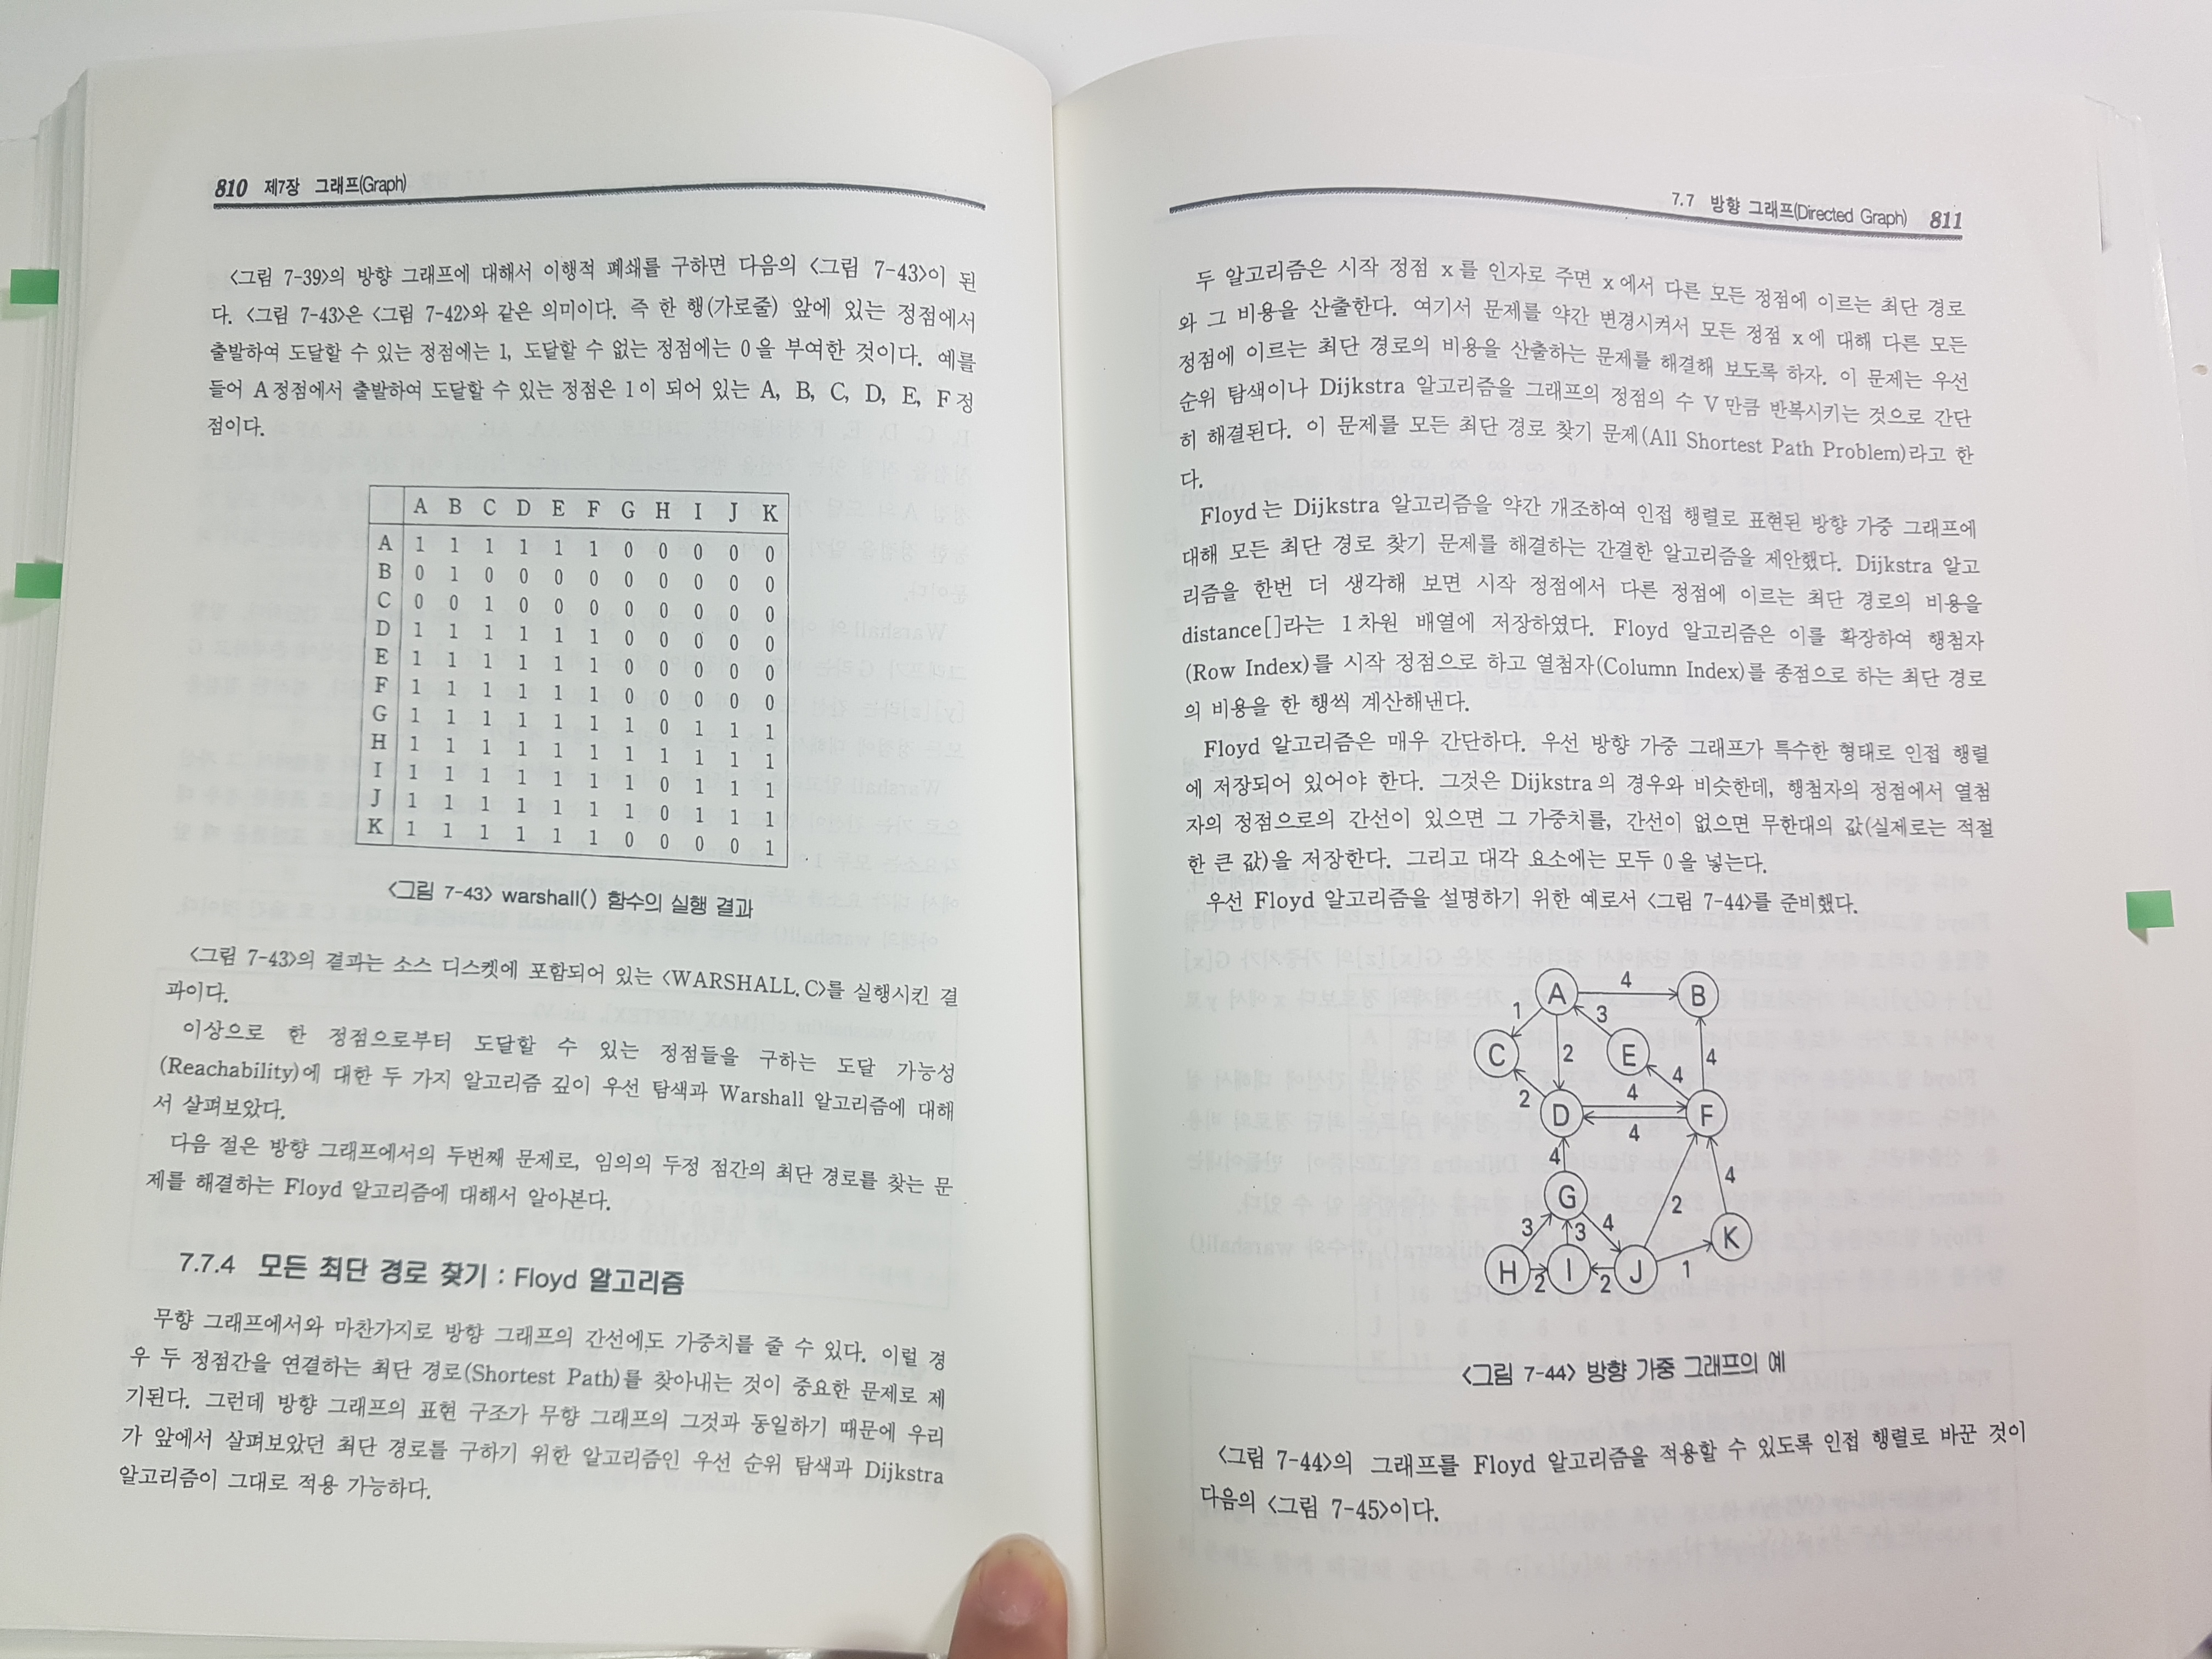 810 제7장 그래프(Graph)
<그림 7-39>의 방향 그래프에 대해서 이행적 폐쇄를 구하면 다음의 <그림 7-43>이 된
다. <그림 7-43>은 <그림 7-42>와 같은 의미이다. 즉 한 행(가로줄) 앞에 있는 정점에서
출발하여 도달할 수 있는 정점에는 1, 도달할 수 없는 정점에는 0을 부여한 것이다. 예를
들어 A정점에서 출발하여 도달할 수 있는 정점은 1이 되어 있는 A, B, C, D, E, F정
점이다.
A B C D E F G H I J K
A 1 1 1 1 1 1 0 0 0 0 0
B 0 1 0 0 0 0 0 0 0 0 0
C 0 0 1 0 0 0 0 0 0 0 0
D 1 1 1 1 1 1 0 0 0 0 0
E 1 1 1 1 1 1 0 0 0 0 0
F 1 1 1 1 1 1 0 0 0 0 0
G 1 1 1 1 1 1 1 0 1 1 1
H 1 1 1 1 1 1 1 1 1 1 1
I 1 1 1 1 1 1 1 0 1 1 1
J 1 1 1 1 1 1 1 0 1 1 1
K 1 1 1 1 1 1 0 0 0 0 1
<그림 7-43> warshall() 함수의 실행 결과
<그림 7-43>의 결과는 소스 디스켓에 포함되어 있는 <WARSHALL.C>를 실행시킨 결
과이다.
이상으로 한 정점으로부터 도달할 수 있는 정점들을 구하는 도달 가능성
(Reachability)에 대한 두 가지 알고리즘 깊이 우선 탐색과 Warshall 알고리즘에 대해
서 살펴보았다.
다음 절은 방향 그래프에서의 두번째 문제로, 임의의 두정 점간의 최단 경로를 찾는 문
제를 해결하는 Floyd 알고리즘에 대해서 알아본다.
7.7.4 모든 최단 경로 찾기 : Floyd 알고리즘
무향 그래프에서와 마찬가지로 방향 그래프의 간선에도 가중치를 줄 수 있다. 이럴 경
우 두 정점간을 연결하는 최단 경로(Shortest Path)를 찾아내는 것이 중요한 문제로 제
기된다. 그런데 방향 그래프의 표현 구조가 무향 그래프의 그것과 동일하기 때문에 우리
가 앞에서 살펴보았던 최단 경로를 구하기 위한 알고리즘인 우선 순위 탐색과 Dijkstra
알고리즘이 그대로 적용 가능하다.
7.7 방향 그래프(Directed Graph) 811
두 알고리즘은 시작 정점 x를 인자로 주면 x에서 다른 모든 정점에 이르는 최단 경로
와 그 비용을 산출한다. 여기서 문제를 약간 변경시켜서 모든 정점 x에 대해 다른 모든
정점에 이르는 최단 경로의 비용을 산출하는 문제를 해결해 보도록 하자. 이 문제는 우선
순위 탐색이나 Dijkstra 알고리즘을 그래프의 정점의 수 V만큼 반복시키는 것으로 간단
히 해결된다. 이 문제를 모든 최단 경로 찾기 문제(All Shortest Path Problem)라고 한
다.
Floyd는 Dijkstra 알고리즘을 약간 개조하여 인접 행렬로 표현된 방향 가중 그래프에
대해 모든 최단 경로 찾기 문제를 해결하는 간결한 알고리즘을 제안했다. Dijkstra 알고
리즘을 한번 더 생각해 보면 시작 정점에서 다른 정점에 이르는 최단 경로의 비용을
distance[]라는 1차원 배열에 저장하였다. Floyd 알고리즘은 이를 확장하여 행첨자
(Row Index)를 시작 정점으로 하고 열첨자(Column Index)를 종점으로 하는 최단 경로
의 비용을 한 행씩 계산해낸다.
Floyd 알고리즘은 매우 간단하다. 우선 방향 가중 그래프가 특수한 형태로 인접 행렬
에 저장되어 있어야 한다. 그것은 Dijkstra의 경우와 비슷한데, 행첨자의 정점에서 열첨
자의 정점으로의 간선이 있으면 그 가중치를, 간선이 없으면 무한대의 값(실제로는 적절
한 큰 값)을 저장한다. 그리고 대각 요소에는 모두 0을 넣는다.
우선 Floyd 알고리즘을 설명하기 위한 예로서 <그림 7-44>를 준비했다.
A 4 B
1 3
C 2 E 4
4
2 4
D F
4
4 4
G 2
3 3 4 K
H 2 I 2 J 1
<그림 7-44> 방향 가중 그래프의 예
<그림 7-44>의 그래프를 Floyd 알고리즘을 적용할 수 있도록 인접 행렬로 바꾼 것이
다음의 <그림 7-45>이다.